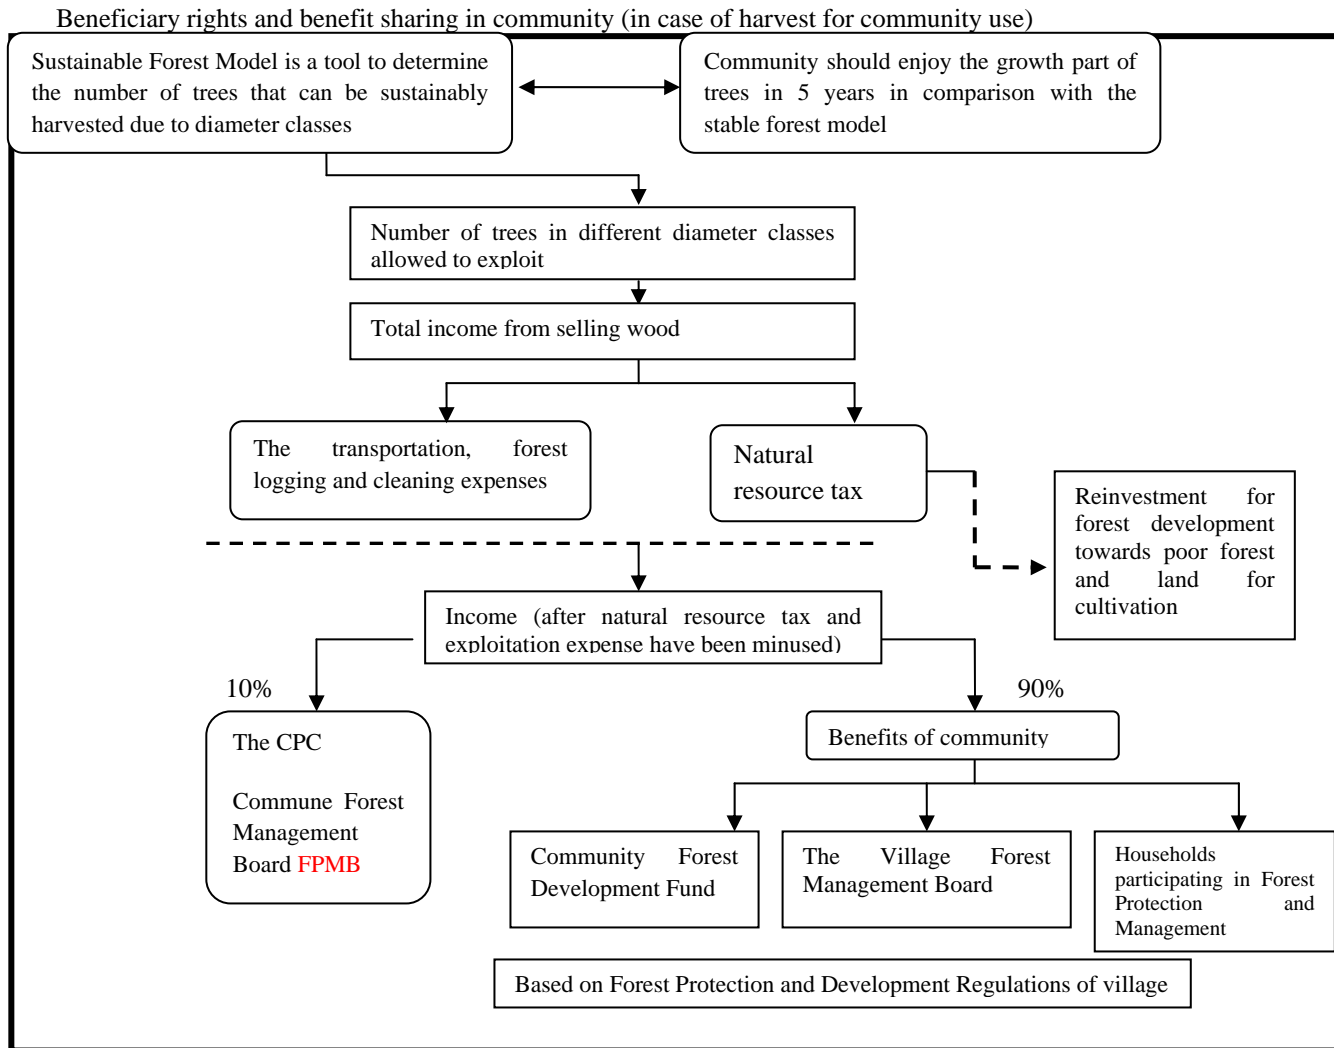 Beneficiary rights and benefit sharing in community (in case of harvest for community use)
Sustainable Forest Model is a tool to determine
the number of trees that can be sustainably
harvested due to diameter classes
Community should enjoy the growth part of
trees in 5 years in comparison with the
stable forest model
Number of trees in different diameter classes
allowed to exploit
Total income from selling wood
The transportation, forest
logging and cleaning expenses
Natural
resource tax
Reinvestment for
forest development
towards poor forest
and land for
cultivation
Income (after natural resource tax and
exploitation expense have been minused)
10%
90%
The CPC
Commune Forest
Management
Board FPMB
Benefits of community
Community Forest
Development Fund
The Village Forest
Management Board
Households
participating in Forest
Protection and
Management
Based on Forest Protection and Development Regulations of village